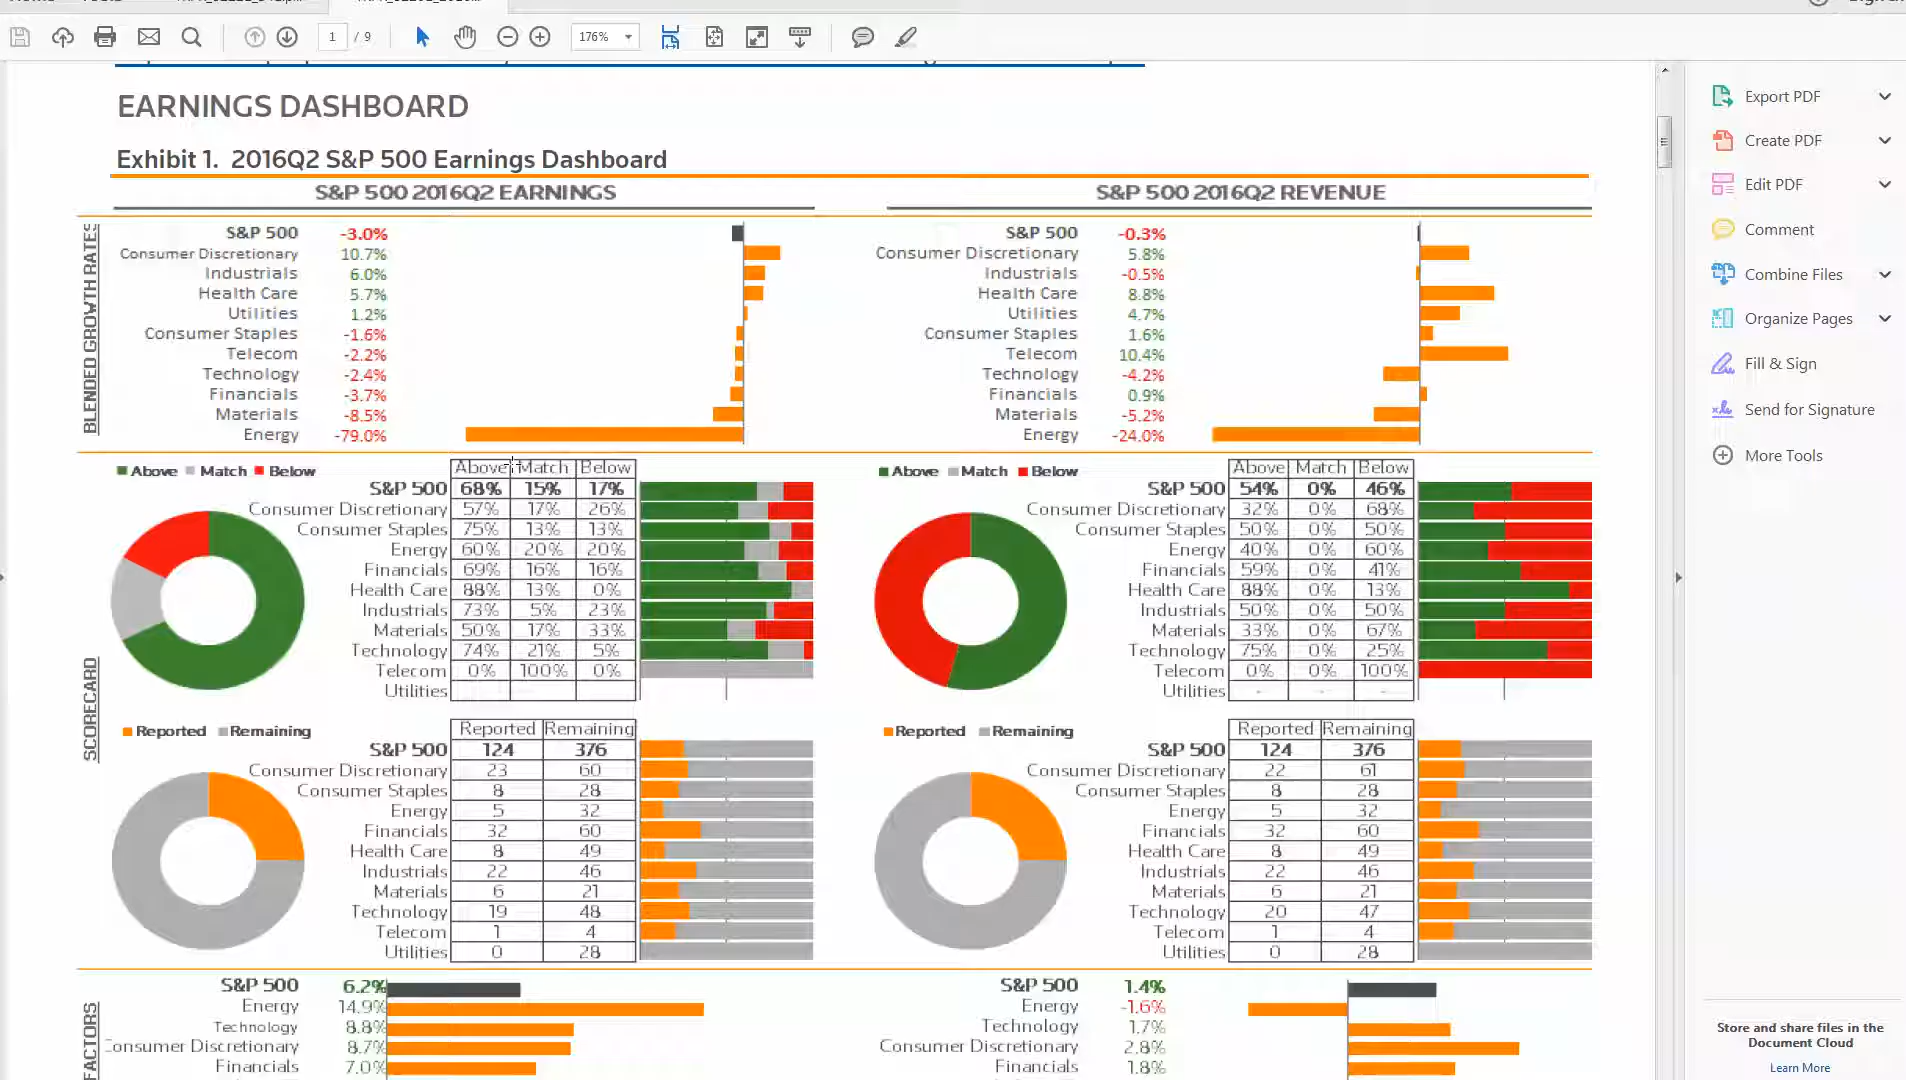 1 / 9
176%
EARNINGS DASHBOARD
Exhibit 1. 2016Q2 S&P 500 Earnings Dashboard
S&P 500 2016Q2 EARNINGS
BLENDED GROWTH RATES
S&P 500 -3.0%
Consumer Discretionary 10.7%
Industrials 6.0%
Health Care 5.7%
Utilities 1.2%
Consumer Staples -1.6%
Telecom -2.2%
Technology -2.4%
Financials -3.7%
Materials -8.5%
Energy -79.0%
S&P 500 2016Q2 REVENUE
S&P 500 -0.3%
Consumer Discretionary 5.8%
Industrials -0.5%
Health Care 8.8%
Utilities 4.7%
Consumer Staples 1.6%
Telecom 10.4%
Technology -4.2%
Financials 0.9%
Materials -5.2%
Energy -24.0%
SCORECARD
Above Match Below
Above Match Below
S&P 500 68% 15% 17%
Consumer Discretionary 57% 17% 26%
Consumer Staples 75% 13% 13%
Energy 60% 20% 20%
Financials 69% 16% 16%
Health Care 88% 13% 0%
Industrials 73% 5% 23%
Materials 50% 17% 33%
Technology 74% 21% 5%
Telecom 0% 100% 0%
Utilities
Above Match Below
Above Match Below
S&P 500 54% 0% 46%
Consumer Discretionary 32% 0% 68%
Consumer Staples 50% 0% 50%
Energy 40% 0% 60%
Financials 59% 0% 41%
Health Care 88% 0% 13%
Industrials 50% 0% 50%
Materials 33% 0% 67%
Technology 75% 0% 25%
Telecom 0% 0% 100%
Utilities - - -
Reported Remaining
Reported Remaining
S&P 500 124 376
Consumer Discretionary 23 60
Consumer Staples 8 28
Energy 5 32
Financials 32 60
Health Care 8 49
Industrials 22 46
Materials 6 21
Technology 19 48
Telecom 1 4
Utilities 0 28
Reported Remaining
Reported Remaining
S&P 500 124 376
Consumer Discretionary 22 61
Consumer Staples 8 28
Energy 5 32
Financials 32 60
Health Care 8 49
Industrials 22 46
Materials 6 21
Technology 20 47
Telecom 1 4
Utilities 0 28
FACTORS
S&P 500 6.2%
Energy 14.9%
Technology 8.8%
Consumer Discretionary 8.7%
Financials 7.0%
S&P 500 1.4%
Energy -1.6%
Technology 1.7%
Consumer Discretionary 2.8%
Financials 1.8%
Export PDF
Create PDF
Edit PDF
Comment
Combine Files
Organize Pages
Fill & Sign
Send for Signature
More Tools
Store and share files in the
Document Cloud
Learn More